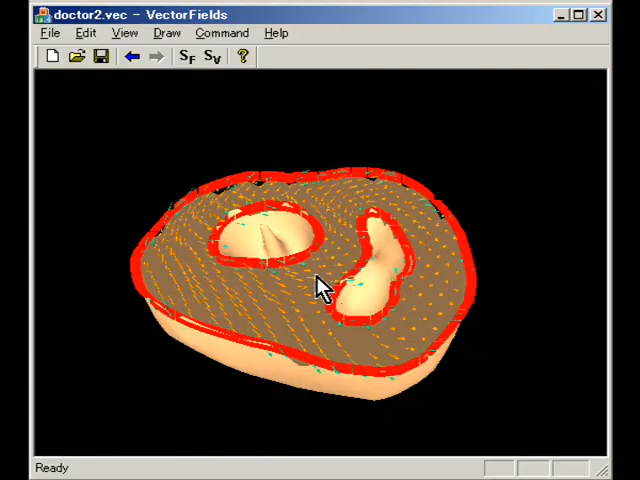 doctor2.vec - VectorFields
File Edit View Draw Command Help
SF SV ?
Ready